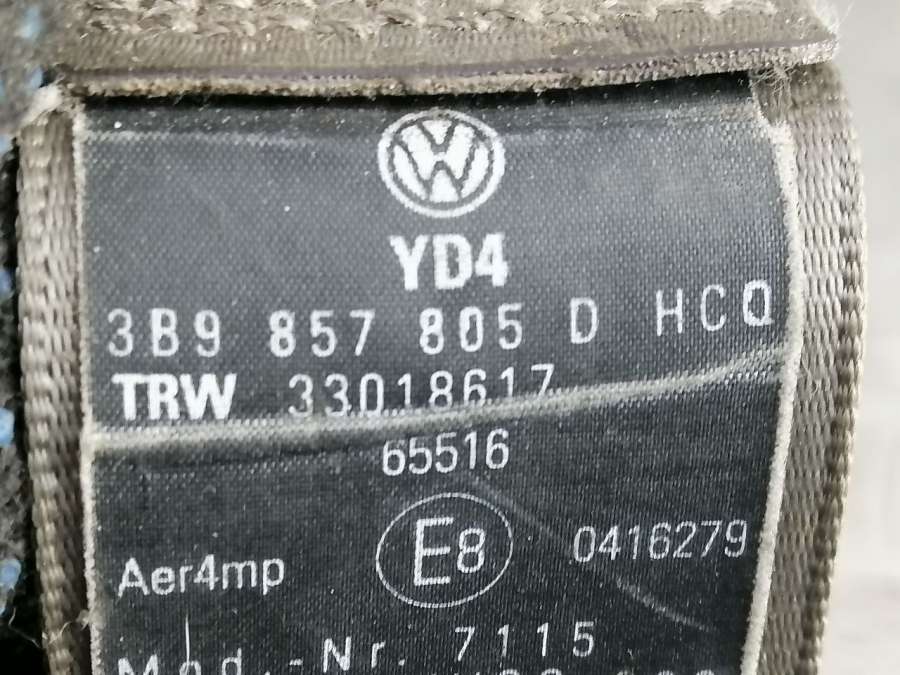 YD4
3B9 857 805 D HCQ
TRW 33018617
65516
Aer4mp E8 0416279
Mod.-Nr. 7115